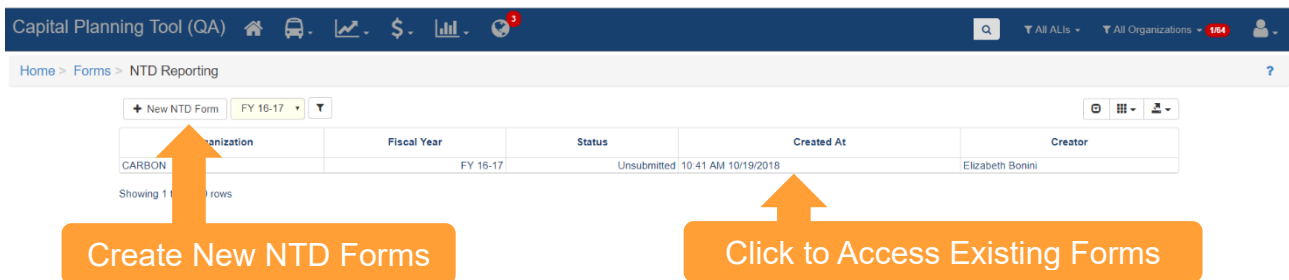 Capital Planning Tool (QA) $ 3 All ALIs All Organizations 1/64
Home > Forms > NTD Reporting ?
+ New NTD Form FY 16-17
Fiscal Year Status Created At Creator
CARBON FY 16-17 Unsubmitted 10:41 AM 10/19/2018 Elizabeth Bonini
Showing 1 rows
Create New NTD Forms Click to Access Existing Forms